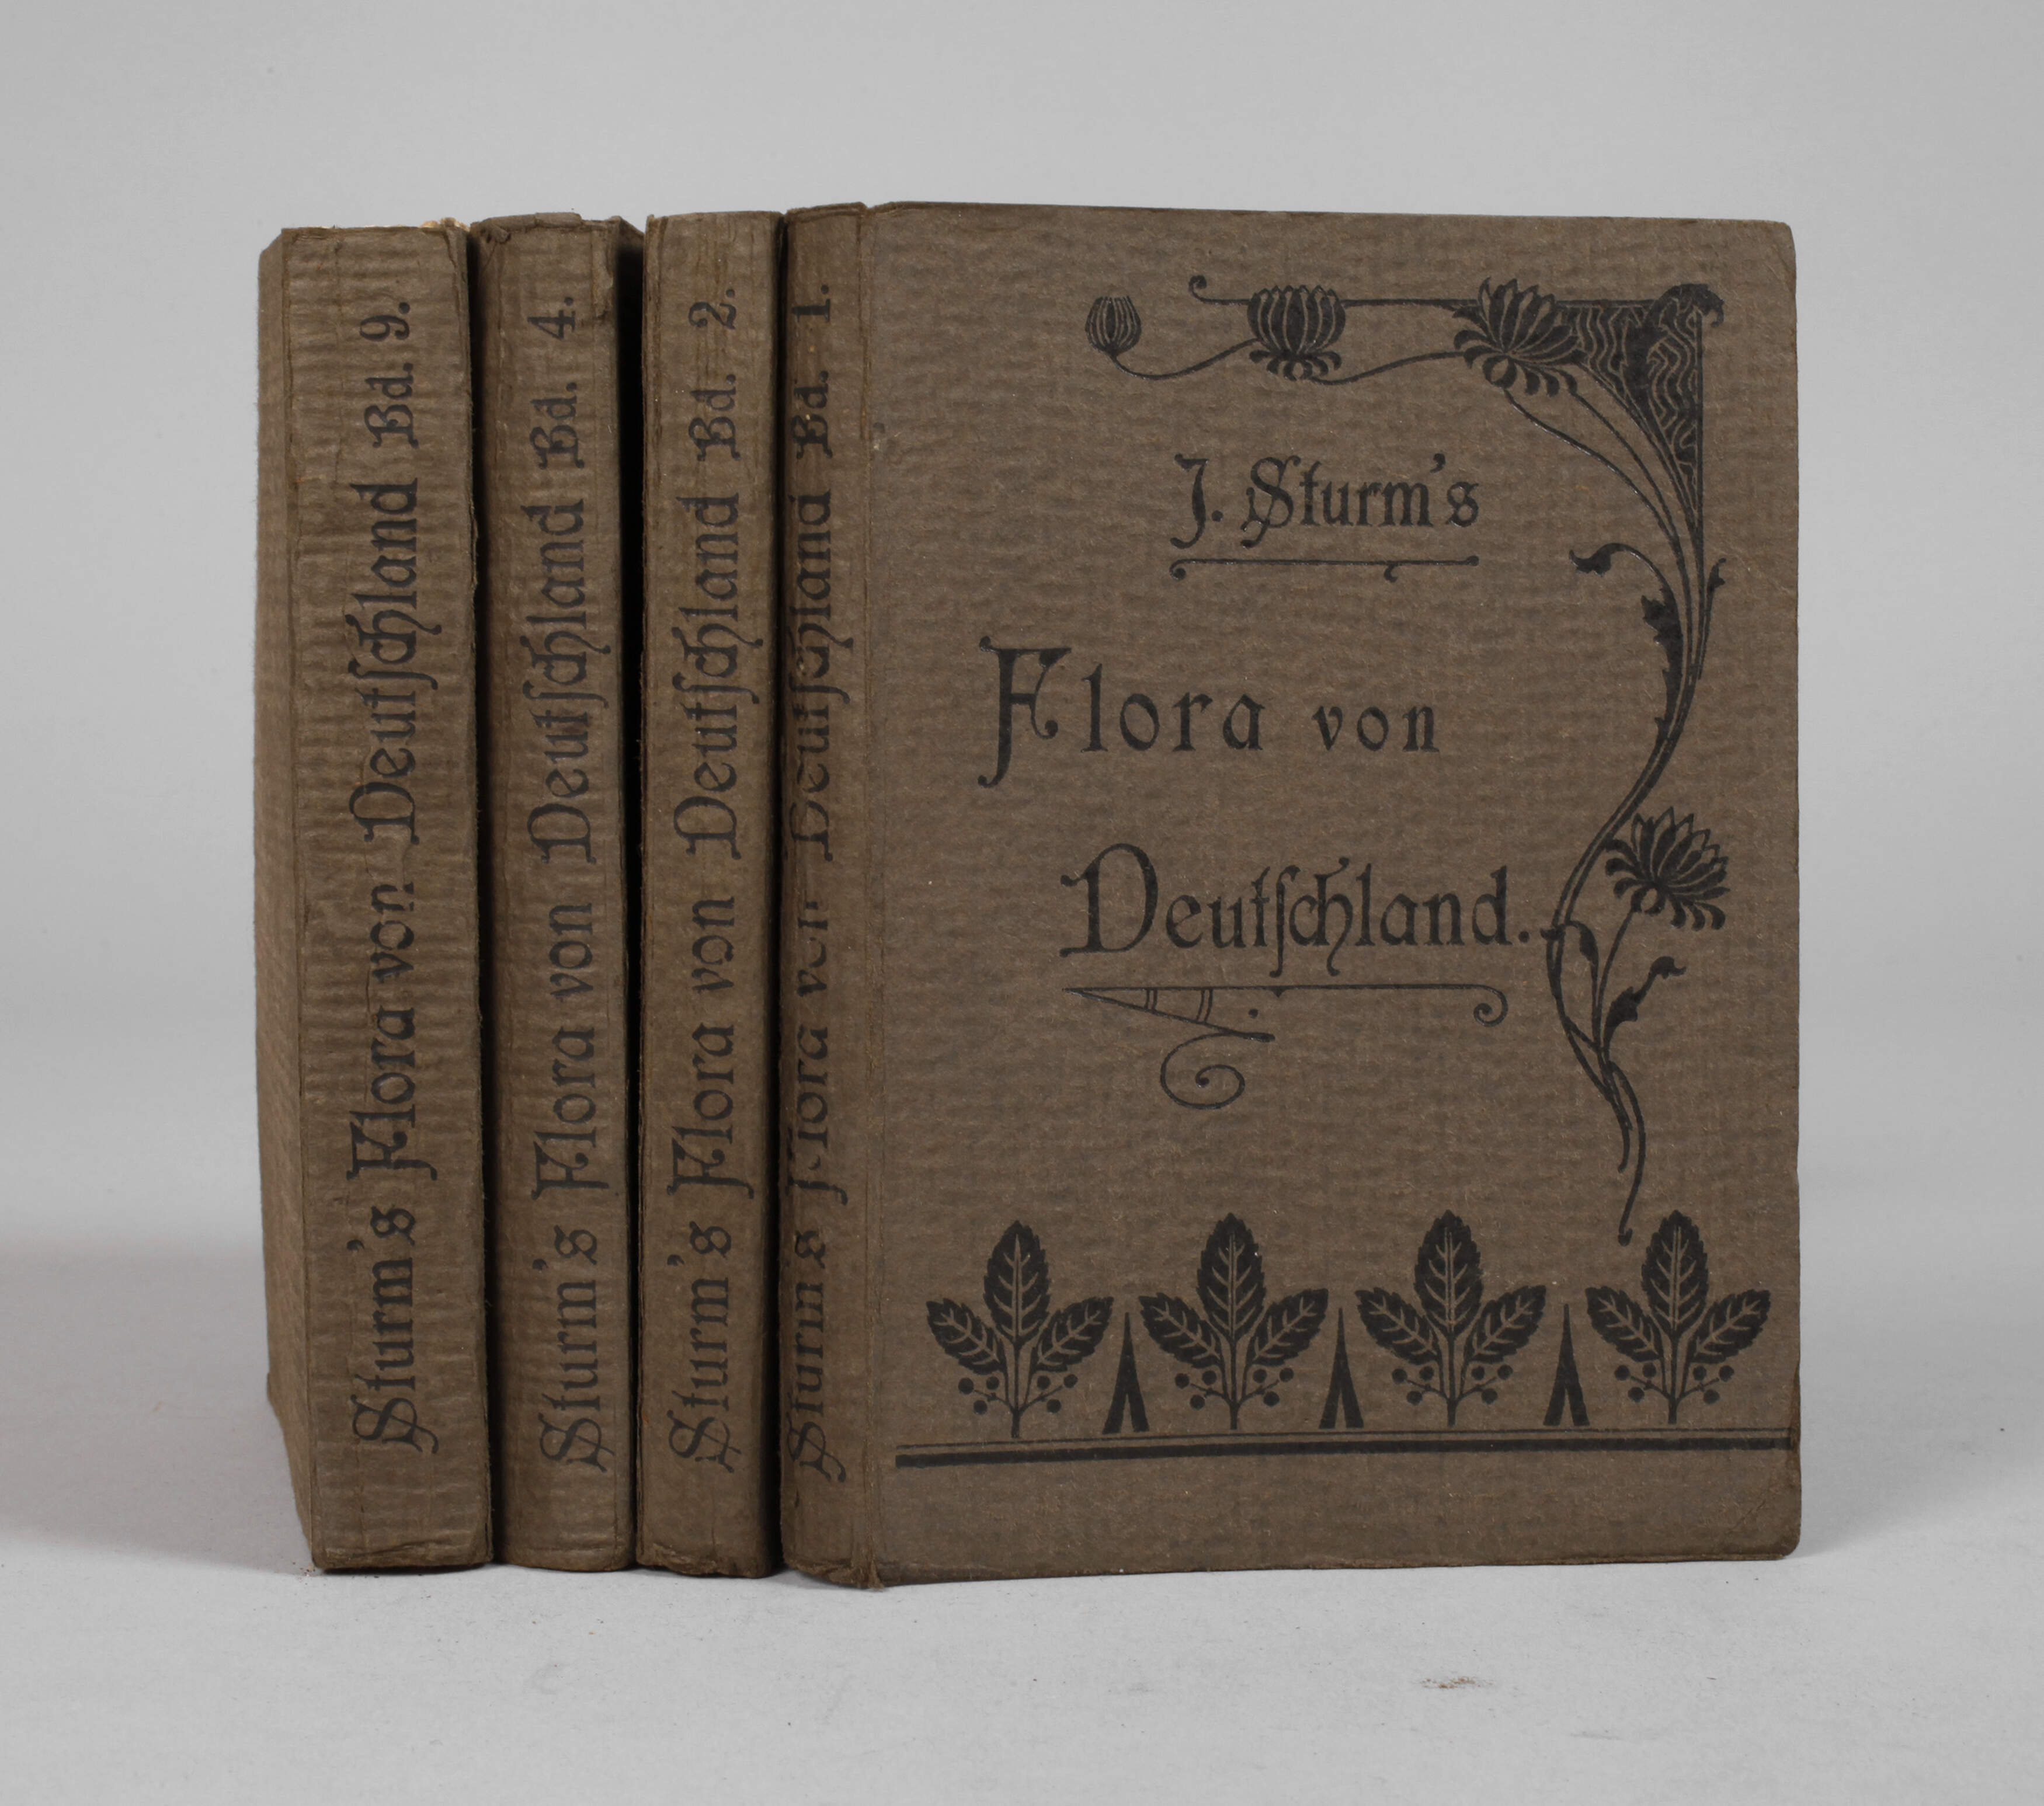 Sturm's Flora von Deutſchland Bd. 9.
Sturm's Flora von Deutſchland Bd. 4.
Sturm's Flora von Deutſchland Bd. 2.
Sturm's Flora von Deutſchland Bd. 1.
J. Sturm's
Flora von
Deutſchland.